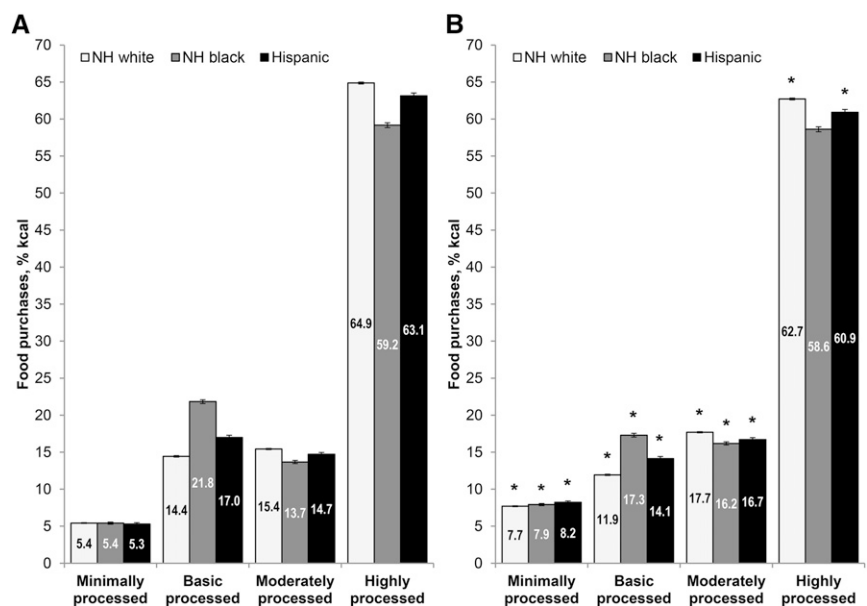 A
Food purchases, % kcal
70
65
60
55
50
45
40
35
30
25
20
15
10
5
0
NH white NH black Hispanic
5.4 5.4 5.3
14.4 21.8 17.0
15.4 13.7 14.7
64.9 59.2 63.1
Minimally processed
Basic processed
Moderately processed
Highly processed
B
Food purchases, % kcal
70
65
60
55
50
45
40
35
30
25
20
15
10
5
0
NH white NH black Hispanic
* * *
7.7 7.9 8.2
* * *
11.9 17.3 14.1
* * *
17.7 16.2 16.7
* *
62.7 58.6 60.9
Minimally processed
Basic processed
Moderately processed
Highly processed